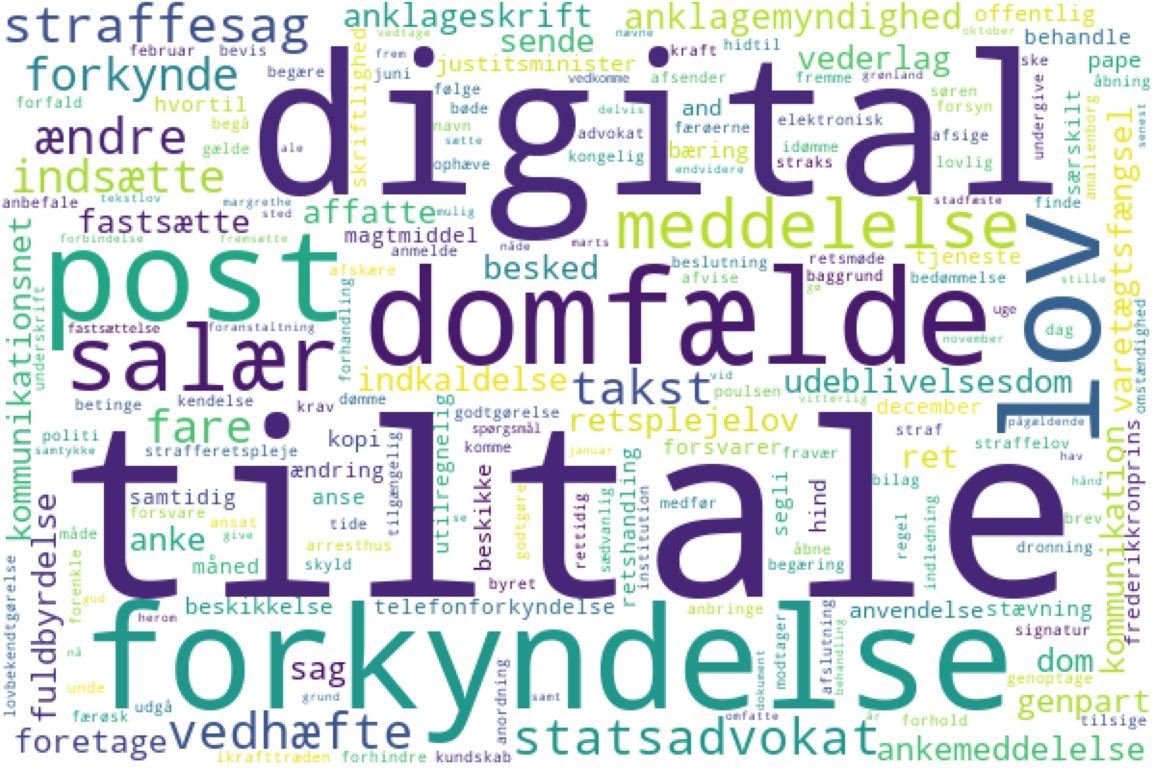 straffesag
anklageskrift
anklagemyndighed
offentlig
vedtage
nævne
oktober
februar
bevis
frem
sende
kraft
hidtil
behandle
forkynde
begære
juni
justitsminister
vedkomme
afsender
vederlag
fremme
grønland
ske
pape
åbning
forfald
hvortil
skriftlighed
følge
bøde
delvis
and
søren
forsyn
digital
ændre
begå
navn
sætte
advokat
færøerne
elektronisk
afsige
undergive
særskilt
amalienborg
senest
gælde
ale
ophæve
kongelig
bæring
idømme
straks
lovlig
indsætte
endvidere
anbefale
tekstlov
margrethe
sted
mulig
stadfæste
finde
varetægtsfængsel
fastsætte
affatte
meddelelse
forbindelse
fremsætte
anmelde
magtmiddel
nåde
marts
retsmøde
tjeneste
kommunikationsnet
post
afskære
besked
beslutning
afvise
baggrund
bedømmelse
stille
lov
underskrift
fastsættelse
foranstaltning
forhandling
domfælde
gø
uge
dag
november
omstændighed
salær
indkaldelse
takst
vid
poulsen
udeblivelsesdom
betinge
kendelse
krav
dømme
godtgørelse
vitterlig
december
pågældende
fare
utilregnelig
spørgsmål
retsplejelov
straf
straffelov
politi
samtykke
strafferetspleje
kopi
tilgængelig
komme
januar
forsvarer
fravær
ret
hav
kommunikation
frederikkronprins
tiltale
ændring
beskikke
godtgøre
rettidig
sædvanlig
retshandling
institution
medfør
segli
hind
bilag
hånd
samtidig
anse
forsvare
ansat
give
tide
se
regel
indledning
brev
fuldbyrdelse
måde
anke
arresthus
åbne
dronning
måned
skyld
byret
begæring
lovbekendtgørelse
forenkle
gud
herom
beskikkelse
telefonforkyndelse
anbringe
anvendelse
stævning
forkyndelse
signatur
nå
sag
modtager
afslutning
behandling
dom
unde
grund
anordning
samt
dokument
genoptage
færøsk
udgå
genpart
vedhæfte
omfatte
år
forhold
tilsige
foretage
statsadvokat
ankemeddelelse
ikrafttræden
forhindre
kundskab